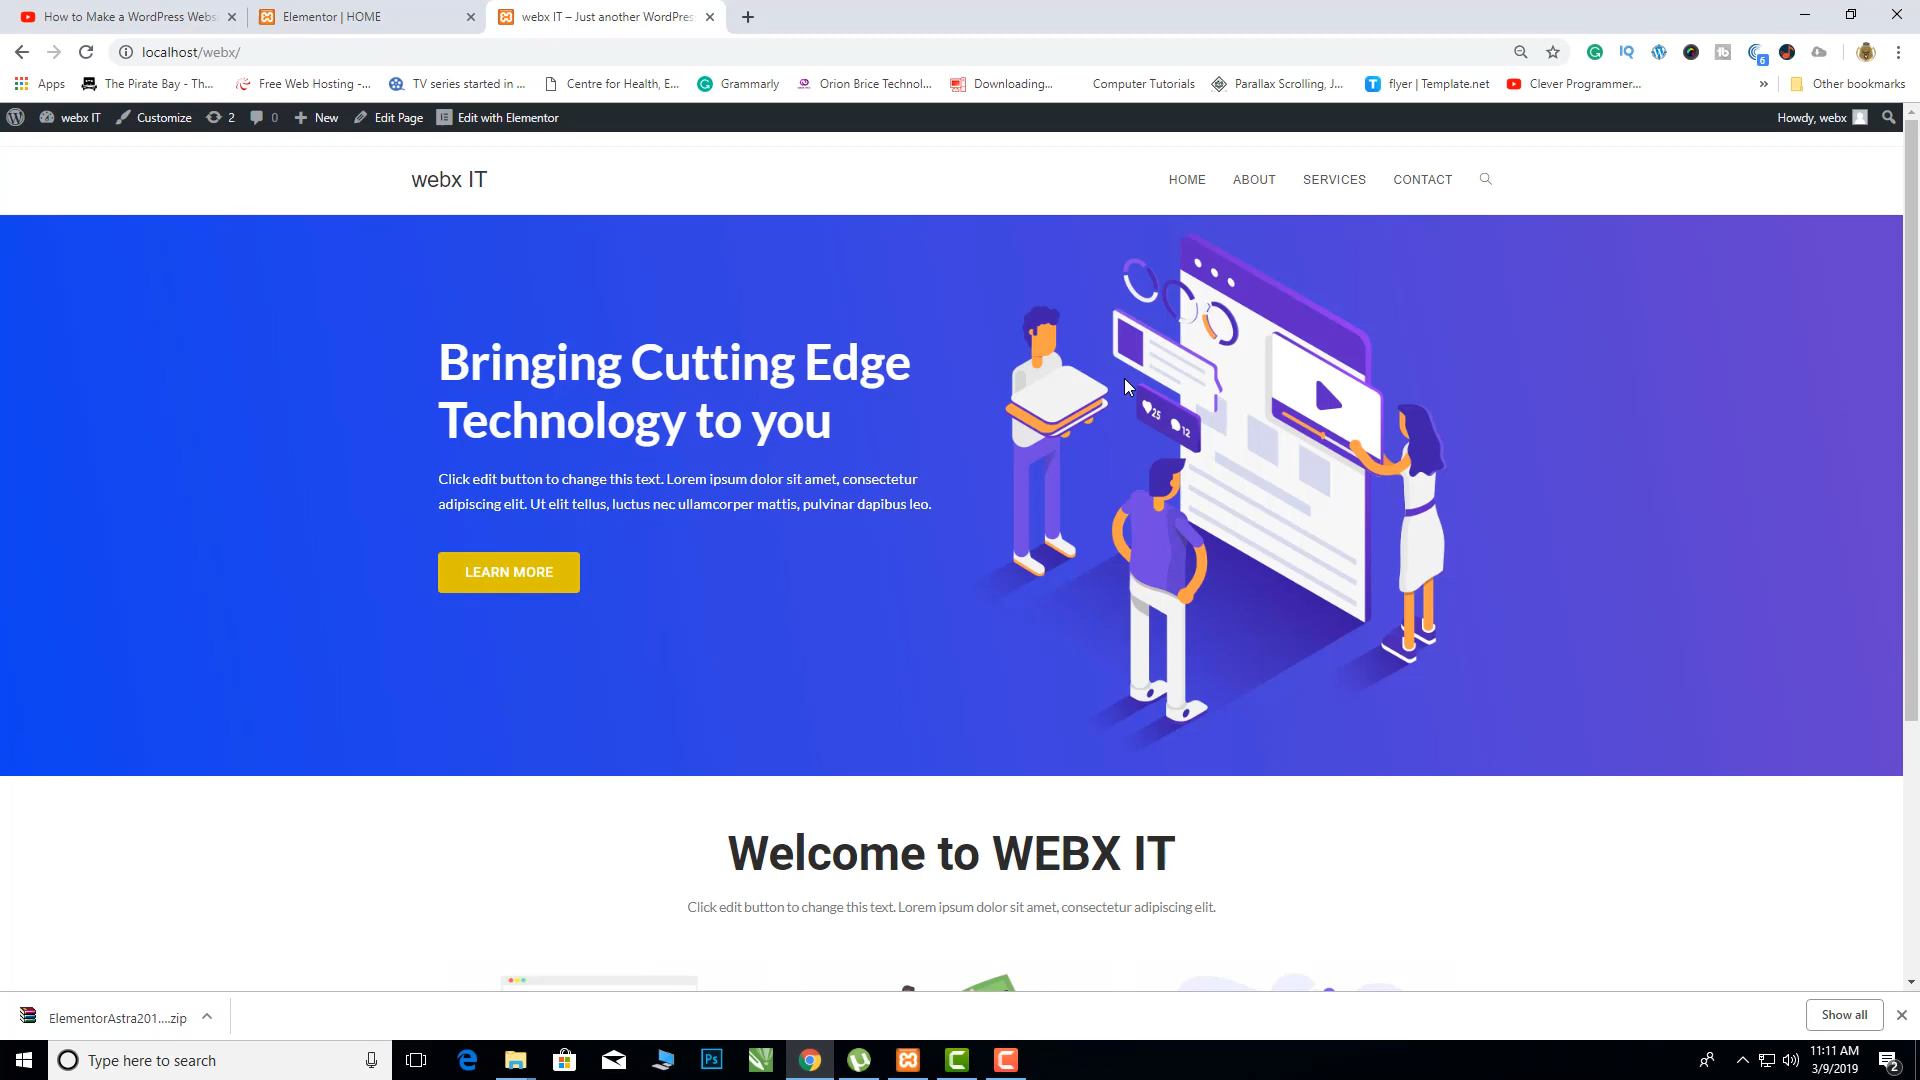 How to Make a WordPress Webs
Elementor | HOME
webx IT – Just another WordPres
localhost/webx/
Apps
The Pirate Bay - Th...
Free Web Hosting -...
TV series started in ...
Centre for Health, E...
Grammarly
Orion Brice Technol...
Downloading...
Computer Tutorials
Parallax Scrolling, J...
flyer | Template.net
Clever Programmer...
»
Other bookmarks
webx IT
Customize
2
0
New
Edit Page
Edit with Elementor
Howdy, webx
webx IT
HOME
ABOUT
SERVICES
CONTACT
Bringing Cutting Edge
Technology to you
Click edit button to change this text. Lorem ipsum dolor sit amet, consectetur
adipiscing elit. Ut elit tellus, luctus nec ullamcorper mattis, pulvinar dapibus leo.
LEARN MORE
25
12
Welcome to WEBX IT
Click edit button to change this text. Lorem ipsum dolor sit amet, consectetur adipiscing elit.
ElementorAstra201....zip
Show all
Type here to search
11:11 AM
3/9/2019
2